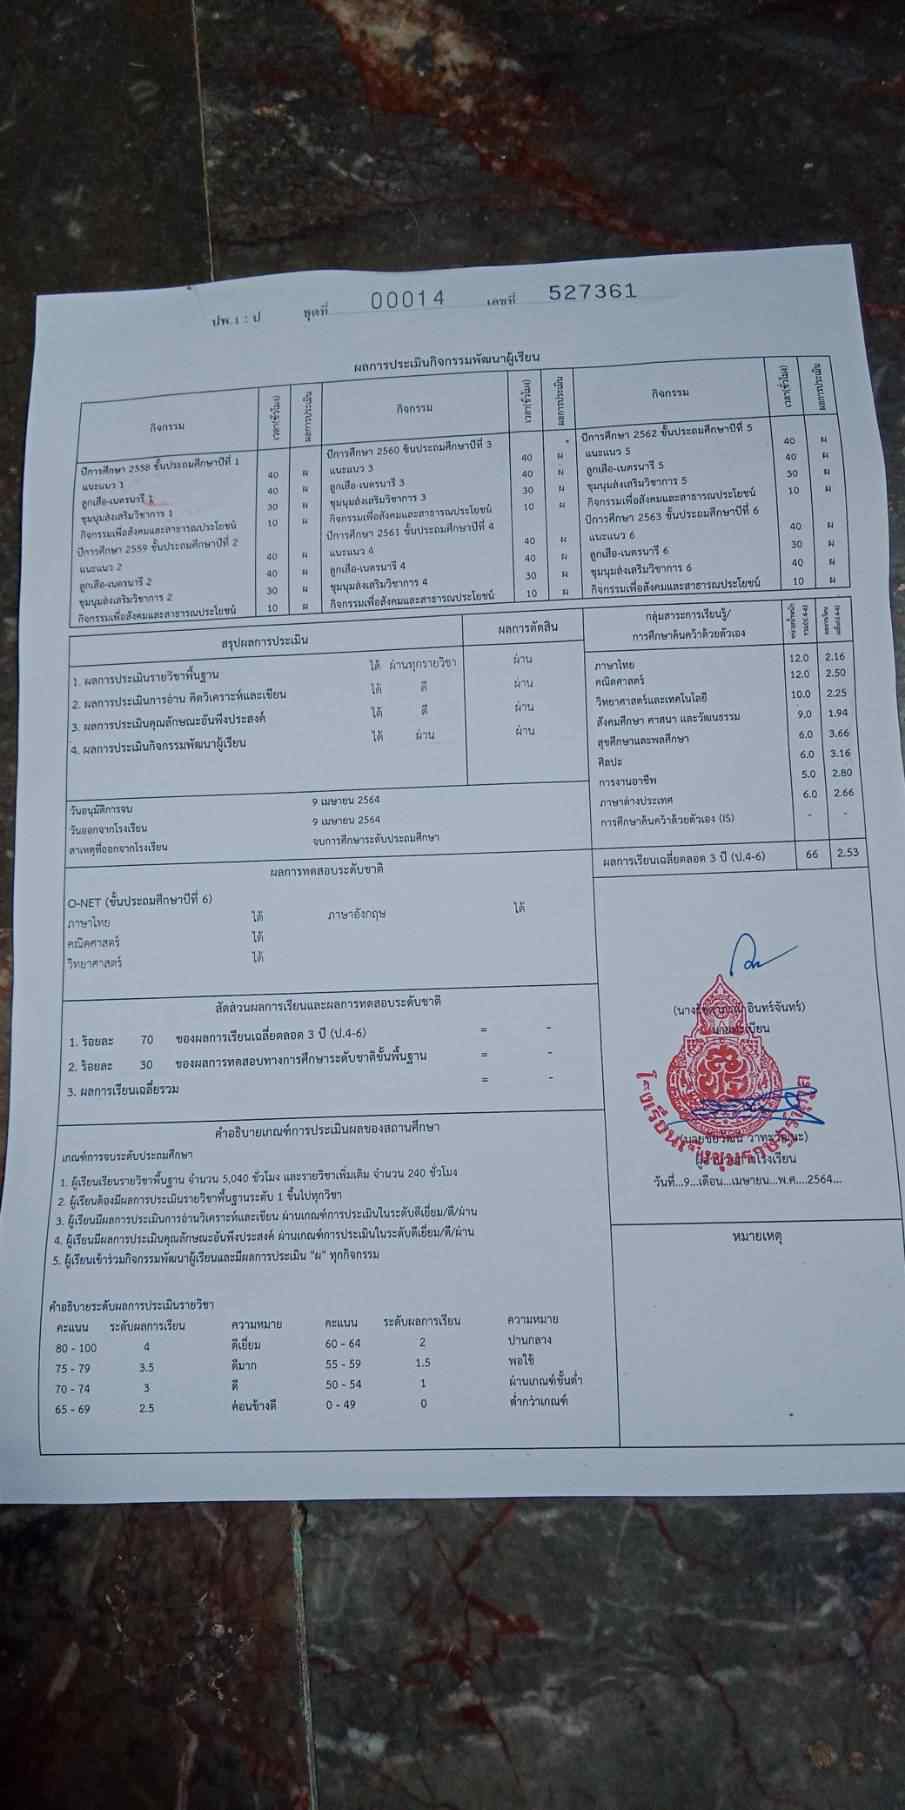 ปพ.1 : ป ชุดที่ 00014 เลขที่ 527361
ผลการประเมินกิจกรรมพัฒนาผู้เรียน
กิจกรรม เวลา(ชั่วโมง) ผลการประเมิน กิจกรรม เวลา(ชั่วโมง) ผลการประเมิน กิจกรรม เวลา(ชั่วโมง) ผลการประเมิน
ปีการศึกษา 2558 ชั้นประถมศึกษาปีที่ 1
แนะแนว 1 40 ผ
ลูกเสือ-เนตรนารี 1 40 ผ
ชุมนุมส่งเสริมวิชาการ 1 30 ผ
กิจกรรมเพื่อสังคมและสาธารณประโยชน์ 10 ผ
ปีการศึกษา 2559 ชั้นประถมศึกษาปีที่ 2
แนะแนว 2 40 ผ
ลูกเสือ-เนตรนารี 2 40 ผ
ชุมนุมส่งเสริมวิชาการ 2 30 ผ
กิจกรรมเพื่อสังคมและสาธารณประโยชน์ 10 ผ
ปีการศึกษา 2560 ชั้นประถมศึกษาปีที่ 3
แนะแนว 3 40 ผ
ลูกเสือ-เนตรนารี 3 40 ผ
ชุมนุมส่งเสริมวิชาการ 3 30 ผ
กิจกรรมเพื่อสังคมและสาธารณประโยชน์ 10 ผ
ปีการศึกษา 2561 ชั้นประถมศึกษาปีที่ 4
แนะแนว 4 40 ผ
ลูกเสือ-เนตรนารี 4 40 ผ
ชุมนุมส่งเสริมวิชาการ 4 30 ผ
กิจกรรมเพื่อสังคมและสาธารณประโยชน์ 10 ผ
ปีการศึกษา 2562 ชั้นประถมศึกษาปีที่ 5
แนะแนว 5 40 ผ
ลูกเสือ-เนตรนารี 5 40 ผ
ชุมนุมส่งเสริมวิชาการ 5 30 ผ
กิจกรรมเพื่อสังคมและสาธารณประโยชน์ 10 ผ
ปีการศึกษา 2563 ชั้นประถมศึกษาปีที่ 6
แนะแนว 6 40 ผ
ลูกเสือ-เนตรนารี 6 30 ผ
ชุมนุมส่งเสริมวิชาการ 6 40 ผ
กิจกรรมเพื่อสังคมและสาธารณประโยชน์ 10 ผ
สรุปผลการประเมิน ผลการตัดสิน
1. ผลการประเมินรายวิชาพื้นฐาน ได้ ผ่านทุกรายวิชา ผ่าน
2. ผลการประเมินการอ่าน คิดวิเคราะห์และเขียน ได้ ดี ผ่าน
3. ผลการประเมินคุณลักษณะอันพึงประสงค์ ได้ ดี ผ่าน
4. ผลการประเมินกิจกรรมพัฒนาผู้เรียน ได้ ผ่าน ผ่าน
วันอนุมัติการจบ 9 เมษายน 2564
วันออกจากโรงเรียน 9 เมษายน 2564
สาเหตุที่ออกจากโรงเรียน จบการศึกษาระดับประถมศึกษา
กลุ่มสาระการเรียนรู้/
การศึกษาค้นคว้าด้วยตัวเอง
ภาษาไทย 12.0 2.16
คณิตศาสตร์ 12.0 2.50
วิทยาศาสตร์และเทคโนโลยี 10.0 2.25
สังคมศึกษา ศาสนา และวัฒนธรรม 9.0 1.94
สุขศึกษาและพลศึกษา 6.0 3.66
ศิลปะ 6.0 3.16
การงานอาชีพ 5.0 2.80
ภาษาต่างประเทศ 6.0 2.66
การศึกษาค้นคว้าด้วยตัวเอง (IS) - -
ผลการเรียนเฉลี่ยตลอด 3 ปี (ป.4-6) 66 2.53
ผลการทดสอบระดับชาติ
O-NET (ชั้นประถมศึกษาปีที่ 6)
ภาษาไทย ได้ ภาษาอังกฤษ ได้
คณิตศาสตร์ ได้
วิทยาศาสตร์ ได้
สัดส่วนผลการเรียนและผลการทดสอบระดับชาติ
1. ร้อยละ 70 ของผลการเรียนเฉลี่ยตลอด 3 ปี (ป.4-6) = -
2. ร้อยละ 30 ของผลการทดสอบทางการศึกษาระดับชาติขั้นพื้นฐาน = -
3. ผลการเรียนเฉลี่ยรวม = -
อินทร์จันทร์)
นายทะเบียน
ผู้อำนวยการโรงเรียน
วันที่...9...เดือน...เมษายน...พ.ศ....2564...
หมายเหตุ
คำอธิบายเกณฑ์การประเมินผลของสถานศึกษา
เกณฑ์การจบระดับประถมศึกษา
1. ผู้เรียนเรียนรายวิชาพื้นฐาน จำนวน 5,040 ชั่วโมง และรายวิชาเพิ่มเติม จำนวน 240 ชั่วโมง
2. ผู้เรียนต้องมีผลการประเมินรายวิชาพื้นฐานระดับ 1 ขึ้นไปทุกวิชา
3. ผู้เรียนมีผลการประเมินการอ่านวิเคราะห์และเขียน ผ่านเกณฑ์การประเมินในระดับดีเยี่ยม/ดี/ผ่าน
4. ผู้เรียนมีผลการประเมินคุณลักษณะอันพึงประสงค์ ผ่านเกณฑ์การประเมินในระดับดีเยี่ยม/ดี/ผ่าน
5. ผู้เรียนเข้าร่วมกิจกรรมพัฒนาผู้เรียนและมีผลการประเมิน "ผ" ทุกกิจกรรม
คำอธิบายระดับผลการประเมินรายวิชา
คะแนน ระดับผลการเรียน ความหมาย คะแนน ระดับผลการเรียน ความหมาย
80 - 100 4 ดีเยี่ยม 60 - 64 2 ปานกลาง
75 - 79 3.5 ดีมาก 55 - 59 1.5 พอใช้
70 - 74 3 ดี 50 - 54 1 ผ่านเกณฑ์ขั้นต่ำ
65 - 69 2.5 ค่อนข้างดี 0 - 49 0 ต่ำกว่าเกณฑ์